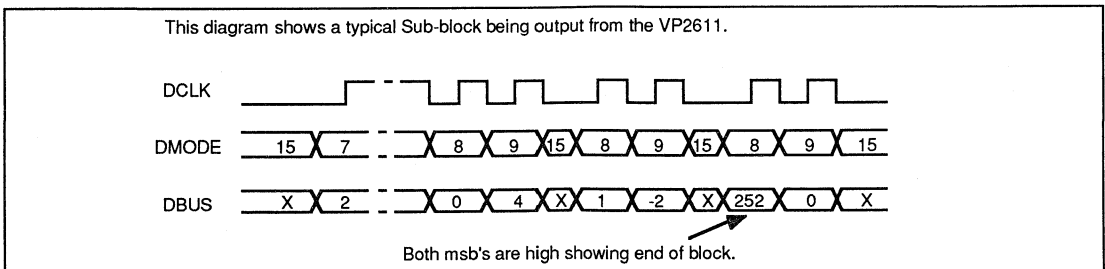 This diagram shows a typical Sub-block being output from the VP2611.
DCLK
DMODE 15 7 8 9 15 8 9 15 8 9 15
DBUS X 2 0 4 X 1 -2 X 252 0 X
Both msb's are high showing end of block.